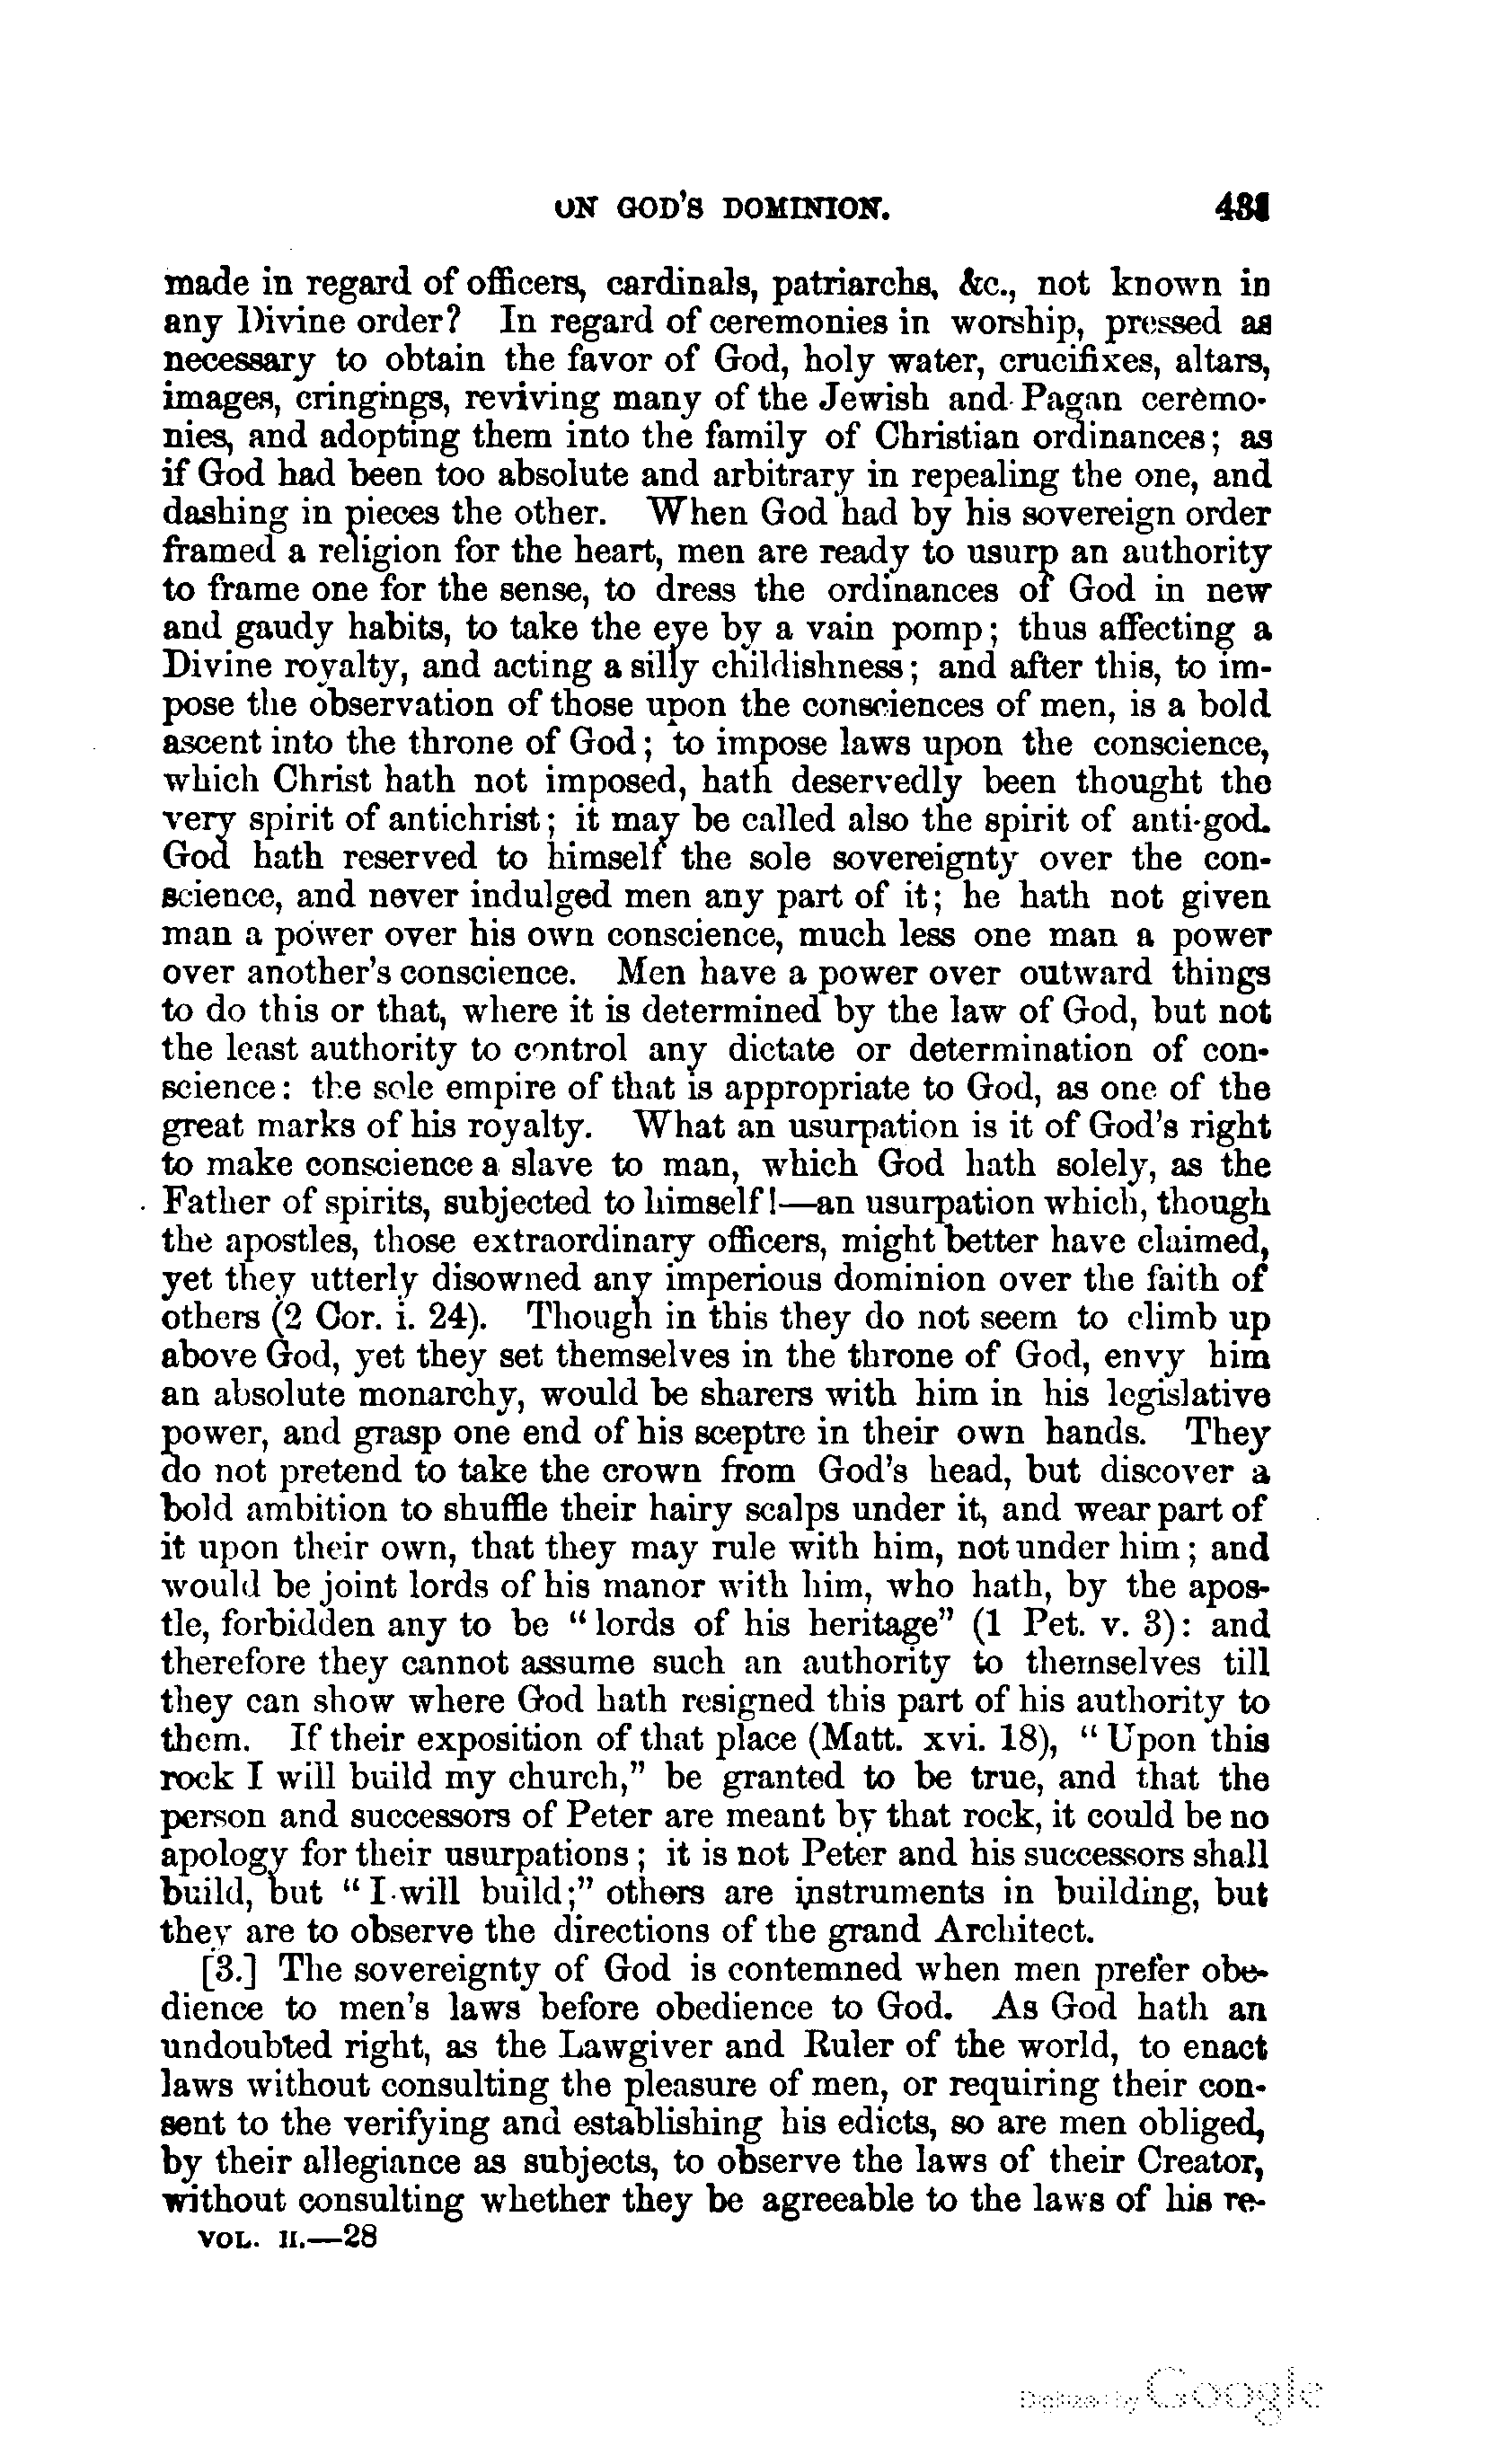 ON GOD'S DOMINION. 431
made in regard of officers, cardinals, patriarchs, &c., not known in
any Divine order? In regard of ceremonies in worship, pressed as
necessary to obtain the favor of God, holy water, crucifixes, altars,
images, cringings, reviving many of the Jewish and Pagan ceremo-
nies, and adopting them into the family of Christian ordinances; as
if God had been too absolute and arbitrary in repealing the one, and
dashing in pieces the other. When God had by his sovereign order
framed a religion for the heart, men are ready to usurp an authority
to frame one for the sense, to dress the ordinances of God in new
and gaudy habits, to take the eye by a vain pomp; thus affecting a
Divine royalty, and acting a silly childishness; and after this, to im-
pose the observation of those upon the consciences of men, is a bold
ascent into the throne of God; to impose laws upon the conscience,
which Christ hath not imposed, hath deservedly been thought the
very spirit of antichrist; it may be called also the spirit of anti-god.
God hath reserved to himself the sole sovereignty over the con-
science, and never indulged men any part of it; he hath not given
man a power over his own conscience, much less one man a power
over another's conscience. Men have a power over outward things
to do this or that, where it is determined by the law of God, but not
the least authority to control any dictate or determination of con-
science: the sole empire of that is appropriate to God, as one of the
great marks of his royalty. What an usurpation is it of God's right
to make conscience a slave to man, which God hath solely, as the
Father of spirits, subjected to himself!—an usurpation which, though
the apostles, those extraordinary officers, might better have claimed,
yet they utterly disowned any imperious dominion over the faith of
others (2 Cor. i. 24). Though in this they do not seem to climb up
above God, yet they set themselves in the throne of God, envy him
an absolute monarchy, would be sharers with him in his legislative
power, and grasp one end of his sceptre in their own hands. They
do not pretend to take the crown from God's head, but discover a
bold ambition to shuffle their hairy scalps under it, and wear part of
it upon their own, that they may rule with him, not under him; and
would be joint lords of his manor with him, who hath, by the apos-
tle, forbidden any to be "lords of his heritage" (1 Pet. v. 3): and
therefore they cannot assume such an authority to themselves till
they can show where God hath resigned this part of his authority to
them. If their exposition of that place (Matt. xvi. 18), "Upon this
rock I will build my church," be granted to be true, and that the
person and successors of Peter are meant by that rock, it could be no
apology for their usurpations; it is not Peter and his successors shall
build, but "I will build;" others are instruments in building, but
they are to observe the directions of the grand Architect.
[3.] The sovereignty of God is contemned when men prefer obe-
dience to men's laws before obedience to God. As God hath an
undoubted right, as the Lawgiver and Ruler of the world, to enact
laws without consulting the pleasure of men, or requiring their con-
sent to the verifying and establishing his edicts, so are men obliged,
by their allegiance as subjects, to observe the laws of their Creator,
without consulting whether they be agreeable to the laws of his re-
VOL. II.—28
Digitized by Google